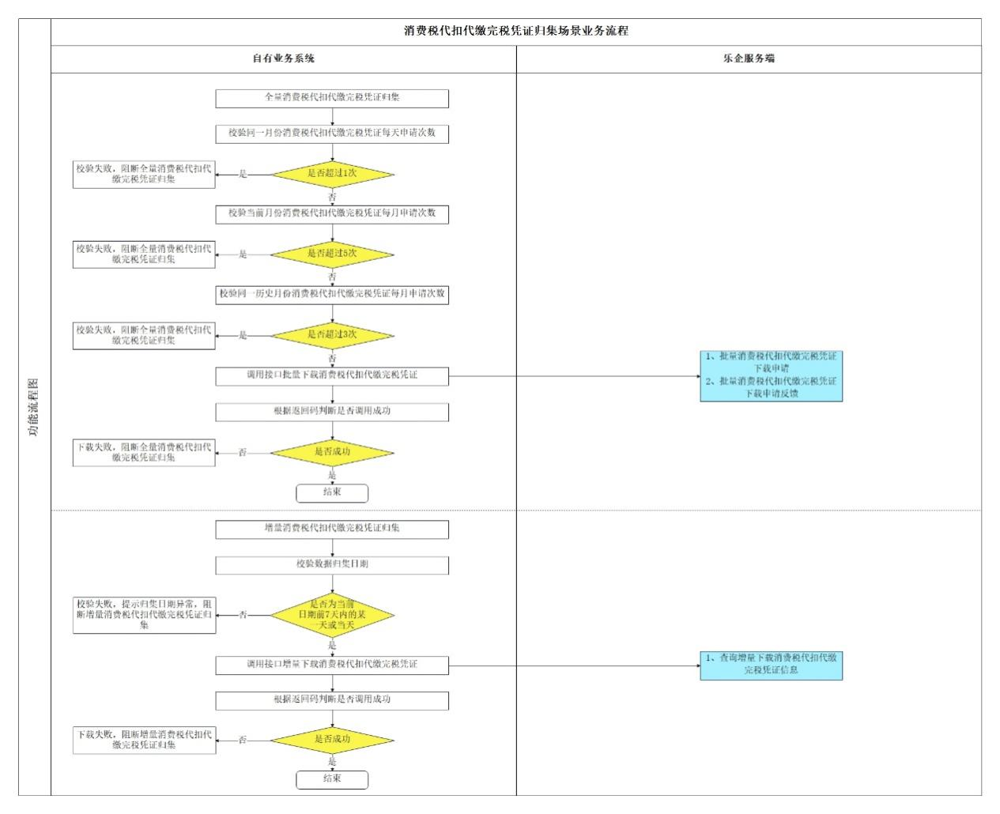 消费税代扣代缴完税凭证归集场景业务流程
自有业务系统
乐企服务端
功能流程图
全量消费税代扣代缴完税凭证归集
校验同一月份消费税代扣代缴完税凭证每天申请次数
是否超过1次
是
校验失败，阻断全量消费税代扣代
缴完税凭证归集
否
校验当前月份消费税代扣代缴完税凭证每月申请次数
是否超过5次
是
校验失败，阻断全量消费税代扣代
缴完税凭证归集
否
校验同一历史月份消费税代扣代缴完税凭证每月申请次数
是否超过3次
是
校验失败，阻断全量消费税代扣代
缴完税凭证归集
否
调用接口批量下载消费税代扣代缴完税凭证
1、批量消费税代扣代缴完税凭证
下载申请
2、批量消费税代扣代缴完税凭证
下载申请反馈
根据返回码判断是否调用成功
是否成功
否
下载失败，阻断全量消费税代扣代
缴完税凭证归集
是
结束
增量消费税代扣代缴完税凭证归集
校验数据归集日期
是否为当前
日期前7天内的某
一天或当天
否
校验失败，提示归集日期异常，阻
断增量消费税代扣代缴完税凭证归
集
是
调用接口增量下载消费税代扣代缴完税凭证
1、查询增量下载消费税代扣代缴
完税凭证信息
根据返回码判断是否调用成功
是否成功
否
下载失败，阻断增量消费税代扣代
缴完税凭证归集
是
结束